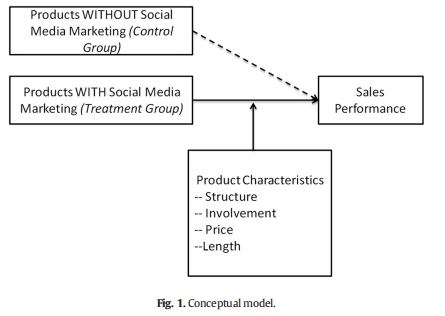 Products WITHOUT Social
Media Marketing (Control
Group)
Products WITH Social Media
Marketing (Treatment Group)
Sales
Performance
Product Characteristics
-- Structure
-- Involvement
-- Price
--Length
Fig. 1. Conceptual model.